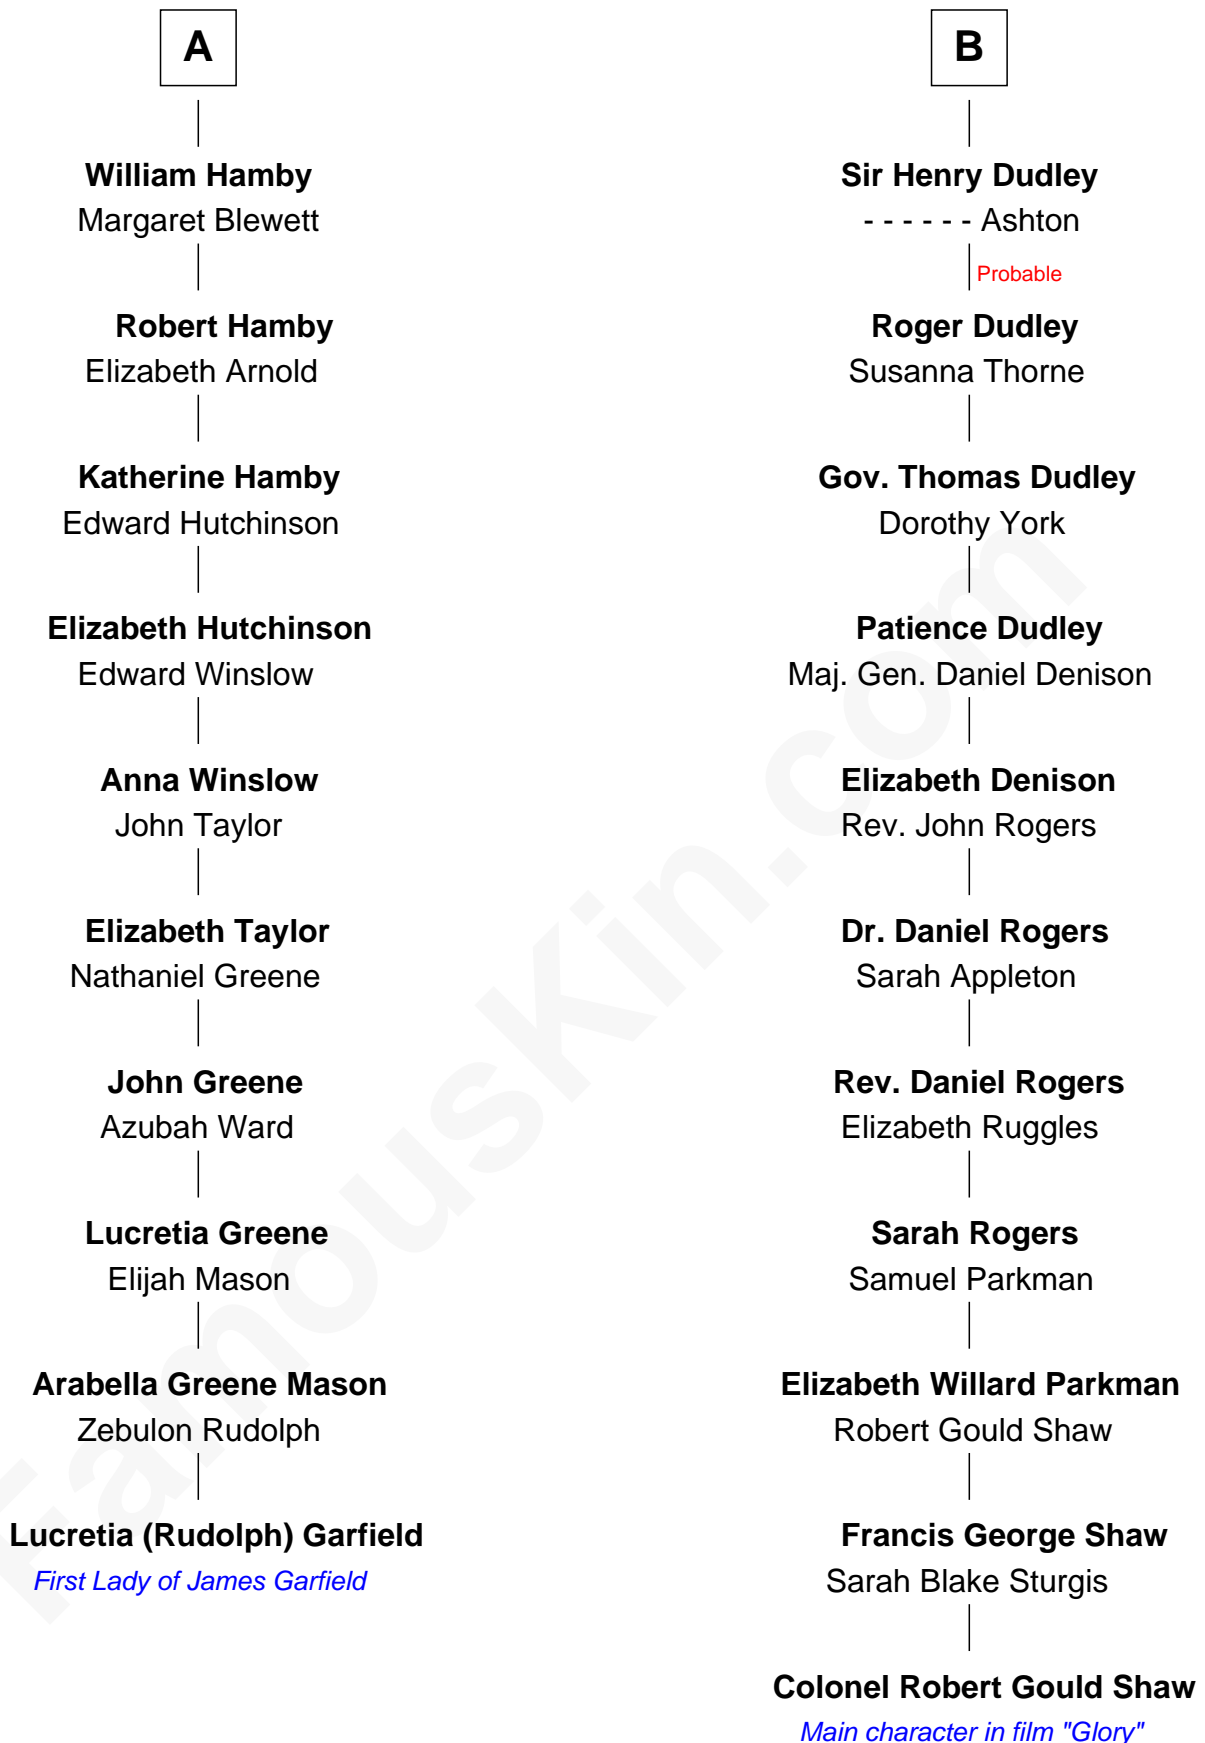 A
William Hamby
Margaret Blewett
Robert Hamby
Elizabeth Arnold
Katherine Hamby
Edward Hutchinson
Elizabeth Hutchinson
Edward Winslow
Anna Winslow
John Taylor
Elizabeth Taylor
Nathaniel Greene
John Greene
Azubah Ward
Lucretia Greene
Elijah Mason
Arabella Greene Mason
Zebulon Rudolph
Lucretia (Rudolph) Garfield
First Lady of James Garfield
B
Sir Henry Dudley
- - - - - - Ashton
Probable
Roger Dudley
Susanna Thorne
Gov. Thomas Dudley
Dorothy York
Patience Dudley
Maj. Gen. Daniel Denison
Elizabeth Denison
Rev. John Rogers
Dr. Daniel Rogers
Sarah Appleton
Rev. Daniel Rogers
Elizabeth Ruggles
Sarah Rogers
Samuel Parkman
Elizabeth Willard Parkman
Robert Gould Shaw
Francis George Shaw
Sarah Blake Sturgis
Colonel Robert Gould Shaw
Main character in film "Glory"
FamousKin.com